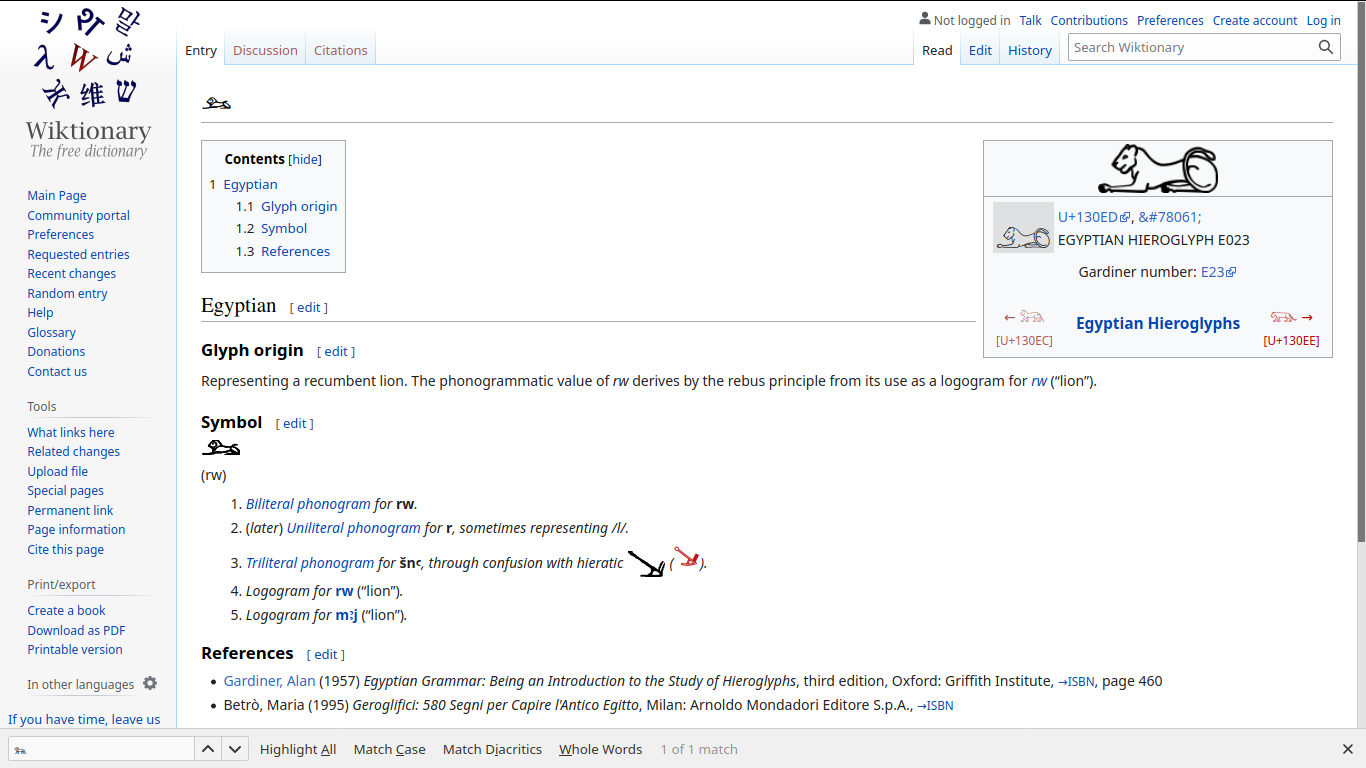 シ
말
λ
W
维
Wiktionary
The free dictionary
Not logged in Talk Contributions Preferences Create account Log in
Entry Discussion Citations Read Edit History Search Wiktionary
𓃭
Main Page
Community portal
Preferences
Requested entries
Recent changes
Random entry
Help
Glossary
Donations
Contact us
Tools
What links here
Related changes
Upload file
Special pages
Permanent link
Page information
Cite this page
Print/export
Create a book
Download as PDF
Printable version
In other languages
If you have time, leave us
Contents [hide]
1 Egyptian
1.1 Glyph origin
1.2 Symbol
1.3 References
𓃭
U+130ED, &#78061;
EGYPTIAN HIEROGLYPH E023
Gardiner number: E23
← 𓃬
[U+130EC]
Egyptian Hieroglyphs
𓃮 →
[U+130EE]
Egyptian [ edit ]
Glyph origin [ edit ]
Representing a recumbent lion. The phonogrammatic value of rw derives by the rebus principle from its use as a logogram for rw (“lion”).
Symbol [ edit ]
𓃭
(rw)
1. Biliteral phonogram for rw.
2. (later) Uniliteral phonogram for r, sometimes representing /l/.
3. Triliteral phonogram for šnꜥ, through confusion with hieratic ( ).
4. Logogram for rw (“lion”).
5. Logogram for mꜣj (“lion”).
References [ edit ]
• Gardiner, Alan (1957) Egyptian Grammar: Being an Introduction to the Study of Hieroglyphs, third edition, Oxford: Griffith Institute, →ISBN, page 460
• Betrò, Maria (1995) Geroglifici: 580 Segni per Capire l'Antico Egitto, Milan: Arnoldo Mondadori Editore S.p.A., →ISBN
𓃭 Highlight All Match Case Match Diacritics Whole Words 1 of 1 match